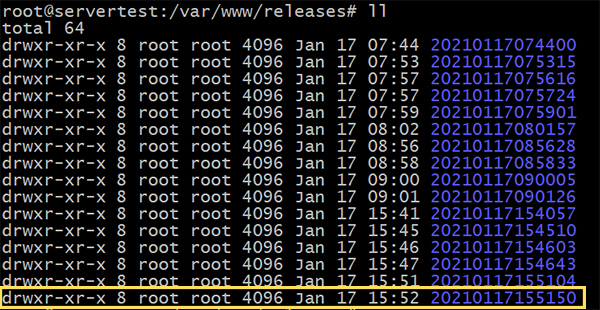 root@servertest:/var/www/releases# ll
total 64
drwxr-xr-x 8 root root 4096 Jan 17 07:44 20210117074400
drwxr-xr-x 8 root root 4096 Jan 17 07:53 20210117075315
drwxr-xr-x 8 root root 4096 Jan 17 07:57 20210117075616
drwxr-xr-x 8 root root 4096 Jan 17 07:57 20210117075724
drwxr-xr-x 8 root root 4096 Jan 17 07:59 20210117075901
drwxr-xr-x 8 root root 4096 Jan 17 08:02 20210117080157
drwxr-xr-x 8 root root 4096 Jan 17 08:56 20210117085628
drwxr-xr-x 8 root root 4096 Jan 17 08:58 20210117085833
drwxr-xr-x 8 root root 4096 Jan 17 09:00 20210117090005
drwxr-xr-x 8 root root 4096 Jan 17 09:01 20210117090126
drwxr-xr-x 8 root root 4096 Jan 17 15:41 20210117154057
drwxr-xr-x 8 root root 4096 Jan 17 15:45 20210117154510
drwxr-xr-x 8 root root 4096 Jan 17 15:46 20210117154603
drwxr-xr-x 8 root root 4096 Jan 17 15:47 20210117154643
drwxr-xr-x 8 root root 4096 Jan 17 15:51 20210117155104
drwxr-xr-x 8 root root 4096 Jan 17 15:52 20210117155150